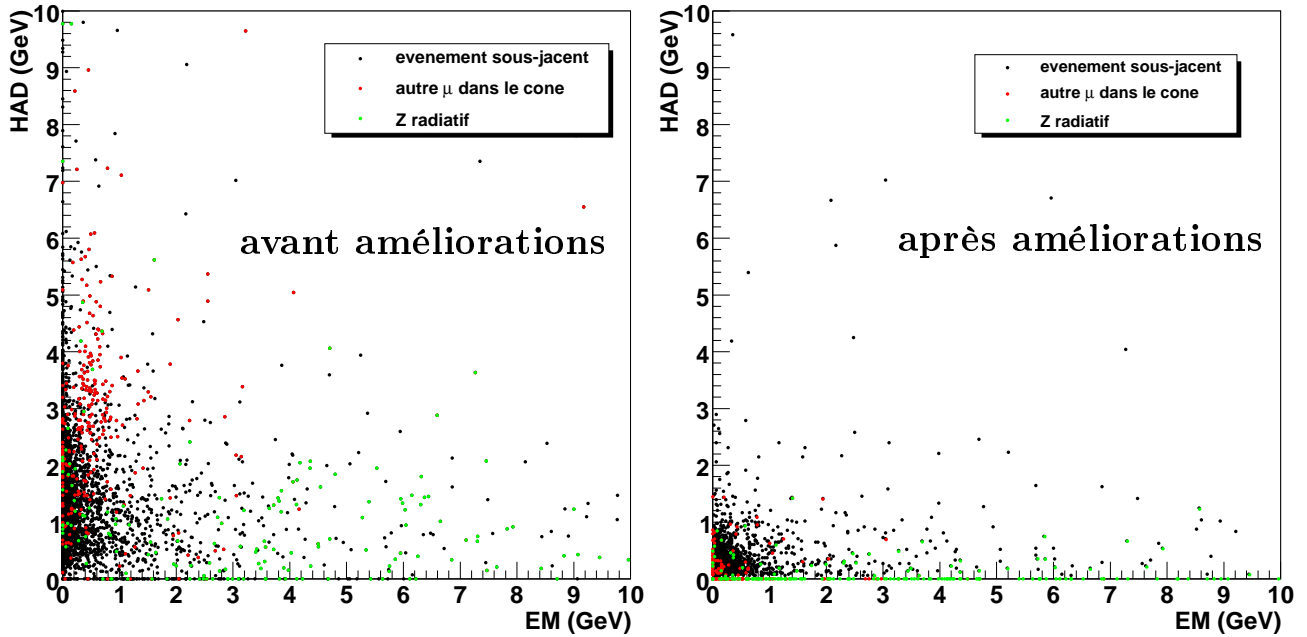 HAD (GeV)
10
9
8
7
6
5
4
3
2
1
0
evenement sous-jacent
autre μ dans le cone
Z radiatif
avant améliorations
0 1 2 3 4 5 6 7 8 9 10
EM (GeV)
HAD (GeV)
10
9
8
7
6
5
4
3
2
1
0
evenement sous-jacent
autre μ dans le cone
Z radiatif
après améliorations
0 1 2 3 4 5 6 7 8 9 10
EM (GeV)